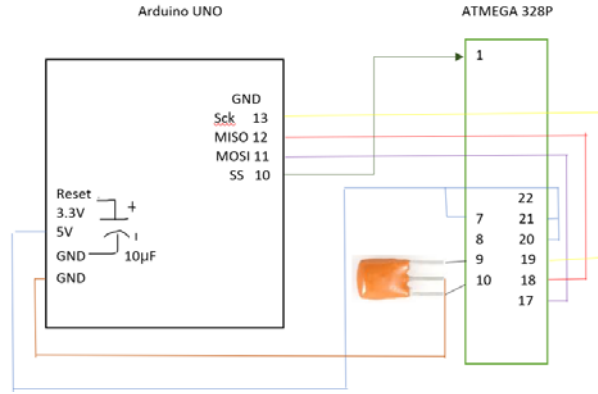 Arduino UNO
ATMEGA 328P
1
GND
Sck 13
MISO 12
MOSI 11
SS 10
Reset
3.3V
5V
GND
10µF
GND
+
22
7
21
8
20
9
19
10
18
17